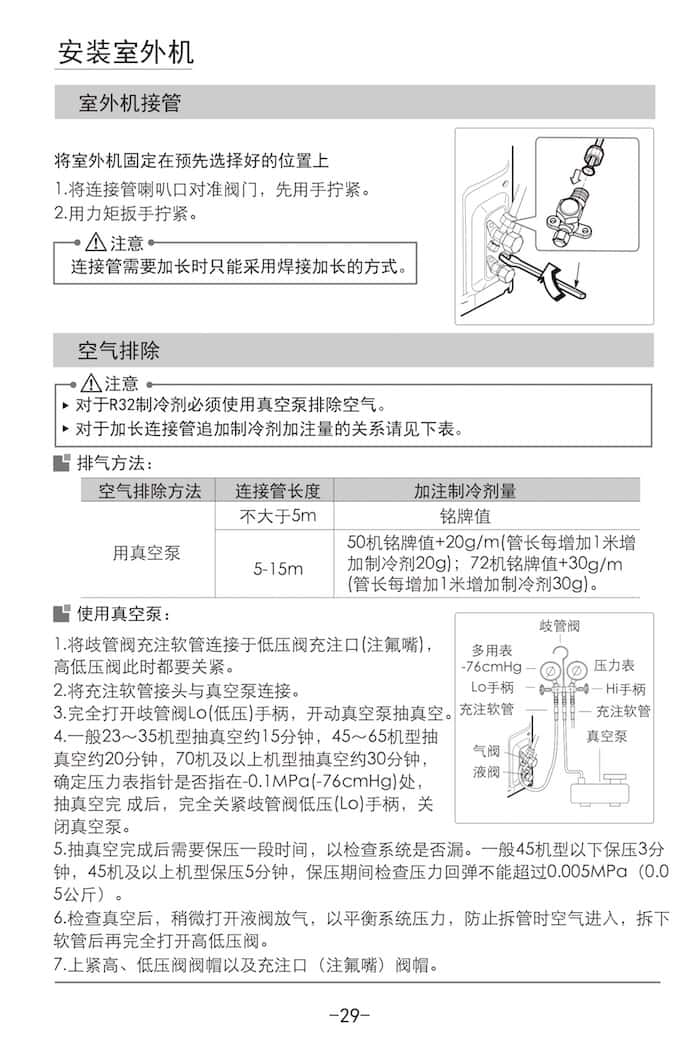 安装室外机
室外机接管
将室外机固定在预先选择好的位置上
1.将连接管喇叭口对准阀门，先用手拧紧。
2.用力矩扳手拧紧。
注意
连接管需要加长时只能采用焊接加长的方式。
空气排除
注意
▸ 对于R32制冷剂必须使用真空泵排除空气。
▸ 对于加长连接管追加制冷剂加注量的关系请见下表。
排气方法：
空气排除方法 连接管长度 加注制冷剂量
不大于5m 铭牌值
用真空泵
5-15m
50机铭牌值+20g/m(管长每增加1米增
加制冷剂20g)；72机铭牌值+30g/m
(管长每增加1米增加制冷剂30g)。
使用真空泵：
1.将歧管阀充注软管连接于低压阀充注口(注氟嘴)，
高低压阀此时都要关紧。
2.将充注软管接头与真空泵连接。
3.完全打开歧管阀Lo(低压)手柄，开动真空泵抽真空。
4.一般23～35机型抽真空约15分钟，45～65机型抽
真空约20分钟，70机及以上机型抽真空约30分钟，
确定压力表指针是否指在-0.1MPa(-76cmHg)处，
抽真空完 成后，完全关紧歧管阀低压(Lo)手柄，关
闭真空泵。
歧管阀
多用表
-76cmHg
压力表
Lo手柄
Hi手柄
充注软管
充注软管
真空泵
气阀
液阀
5.抽真空完成后需要保压一段时间，以检查系统是否漏。一般45机型以下保压3分
钟，45机及以上机型保压5分钟，保压期间检查压力回弹不能超过0.005MPa（0.0
5公斤）。
6.检查真空后，稍微打开液阀放气，以平衡系统压力，防止拆管时空气进入，拆下
软管后再完全打开高低压阀。
7.上紧高、低压阀阀帽以及充注口（注氟嘴）阀帽。
-29-